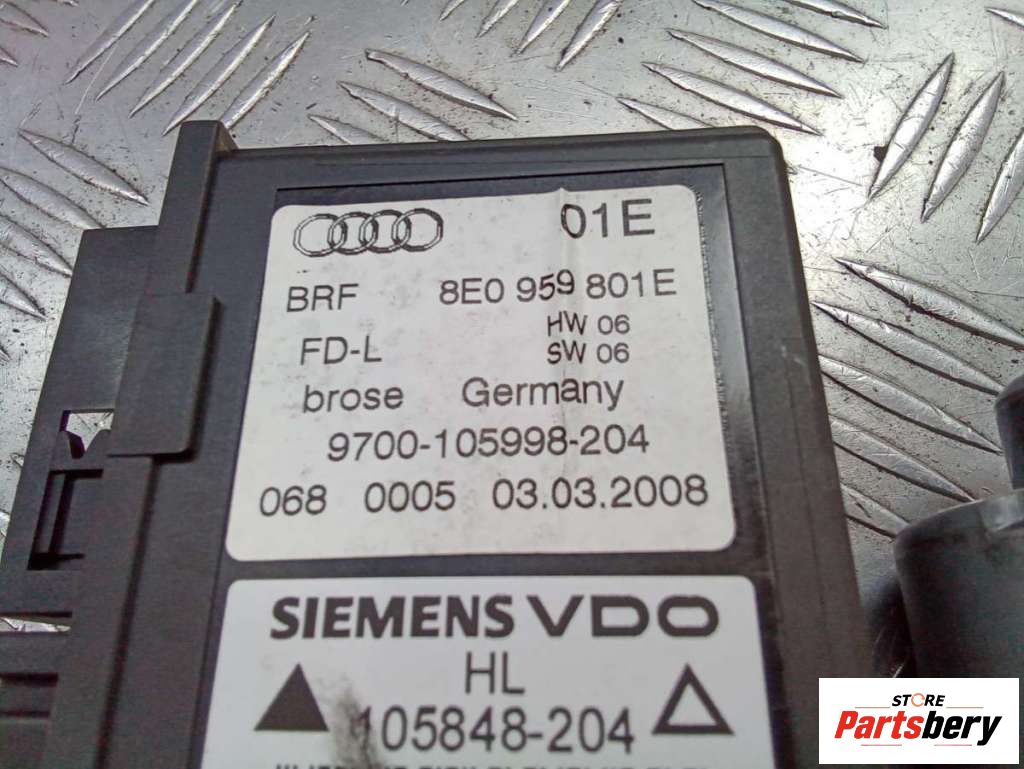 01E
BRF 8E0 959 801E
HW 06
FD-L SW 06
brose Germany
9700-105998-204
068 0005 03.03.2008
SIEMENS VDO
HL
105848-204
STORE
Partsbery